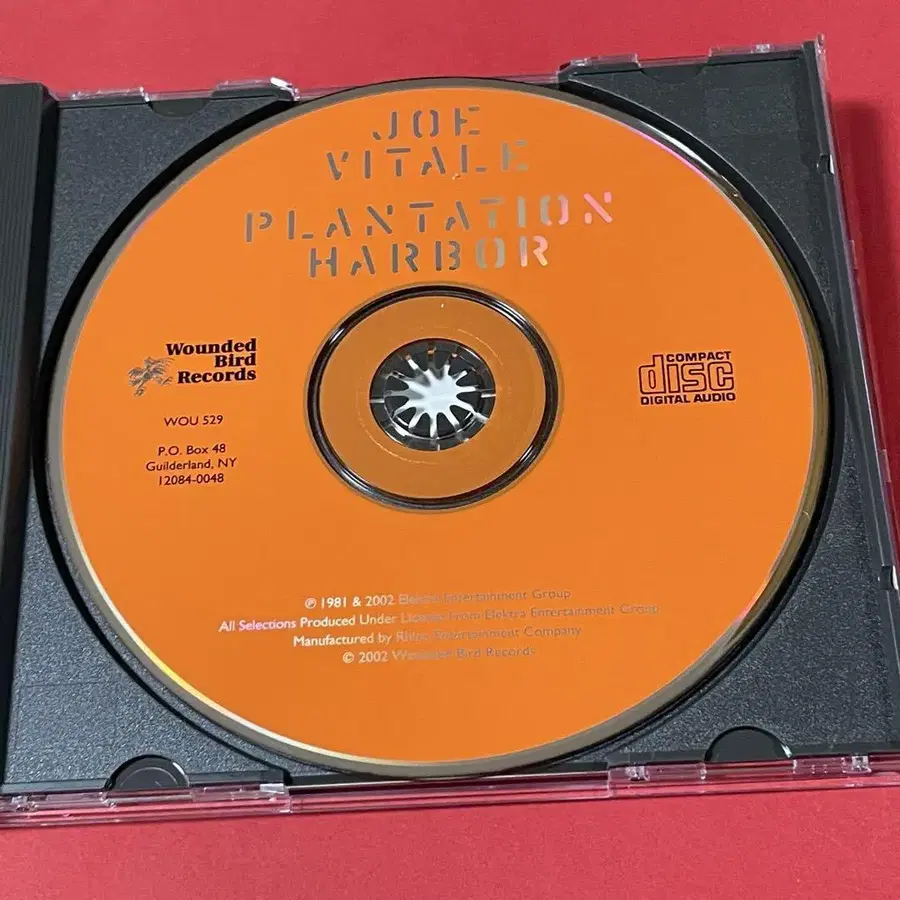 JOE
VITALE
PLANTATION
HARBOR
Wounded
Bird
Records
WOU 529
P.O. Box 48
Guilderland, NY
12084-0048
COMPACT
disc
DIGITAL AUDIO
℗ 1981 & 2002 Elektra Entertainment Group
All Selections Produced Under License From Elektra Entertainment Group
Manufactured by Rhino Entertainment Company
© 2002 Wounded Bird Records